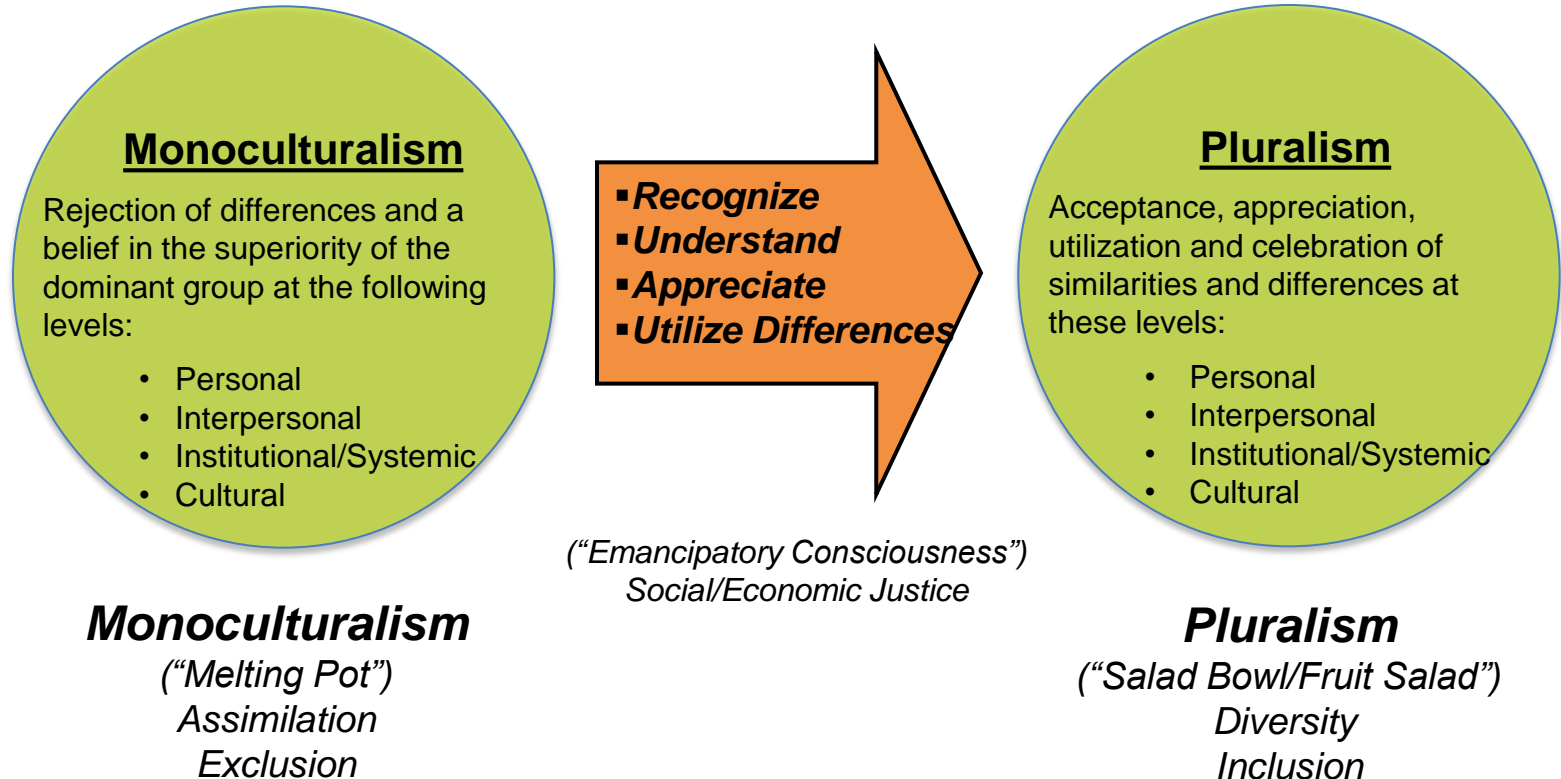 Monoculturalism
Rejection of differences and a
belief in the superiority of the
dominant group at the following
levels:
• Personal
• Interpersonal
• Institutional/Systemic
• Cultural
▪Recognize
▪Understand
▪Appreciate
▪Utilize Differences
Pluralism
Acceptance, appreciation,
utilization and celebration of
similarities and differences at
these levels:
• Personal
• Interpersonal
• Institutional/Systemic
• Cultural
Monoculturalism
(“Melting Pot”)
Assimilation
Exclusion
(“Emancipatory Consciousness”)
Social/Economic Justice
Pluralism
(“Salad Bowl/Fruit Salad”)
Diversity
Inclusion